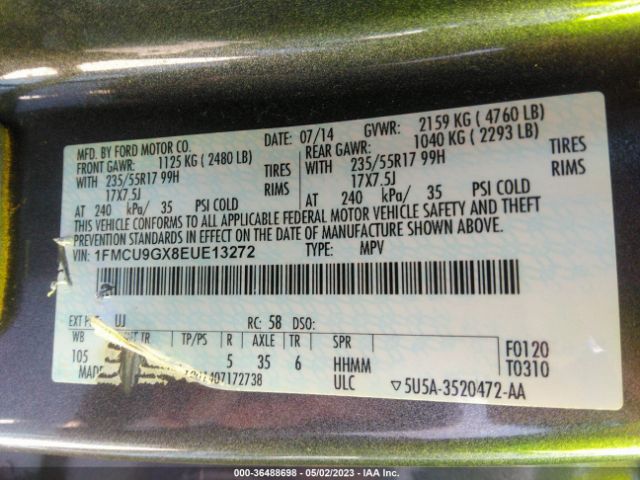 MFD. BY FORD MOTOR CO. DATE: 07/14 GVWR: 2159 KG ( 4760 LB)
FRONT GAWR: 1125 KG ( 2480 LB) REAR GAWR: 1040 KG ( 2293 LB)
WITH 235/55R17 99H TIRES WITH 235/55R17 99H TIRES
17X7.5J RIMS 17X7.5J RIMS
AT 240 kPa/ 35 PSI COLD AT 240 kPa/ 35 PSI COLD
THIS VEHICLE CONFORMS TO ALL APPLICABLE FEDERAL MOTOR VEHICLE SAFETY AND THEFT
PREVENTION STANDARDS IN EFFECT ON THE DATE OF MANUFACTURE SHOWN ABOVE.
VIN: 1FMCU9GX8EUE13272 TYPE: MPV
EXT UJ RC: 58 DSO:
WB TR TP/PS R AXLE TR SPR F0120
105 5 35 6 HHMM T0310
MADE 01407172738 ULC ▽5U5A-3520472-AA
000-36488698 - 05/02/2023 - IAA Inc.